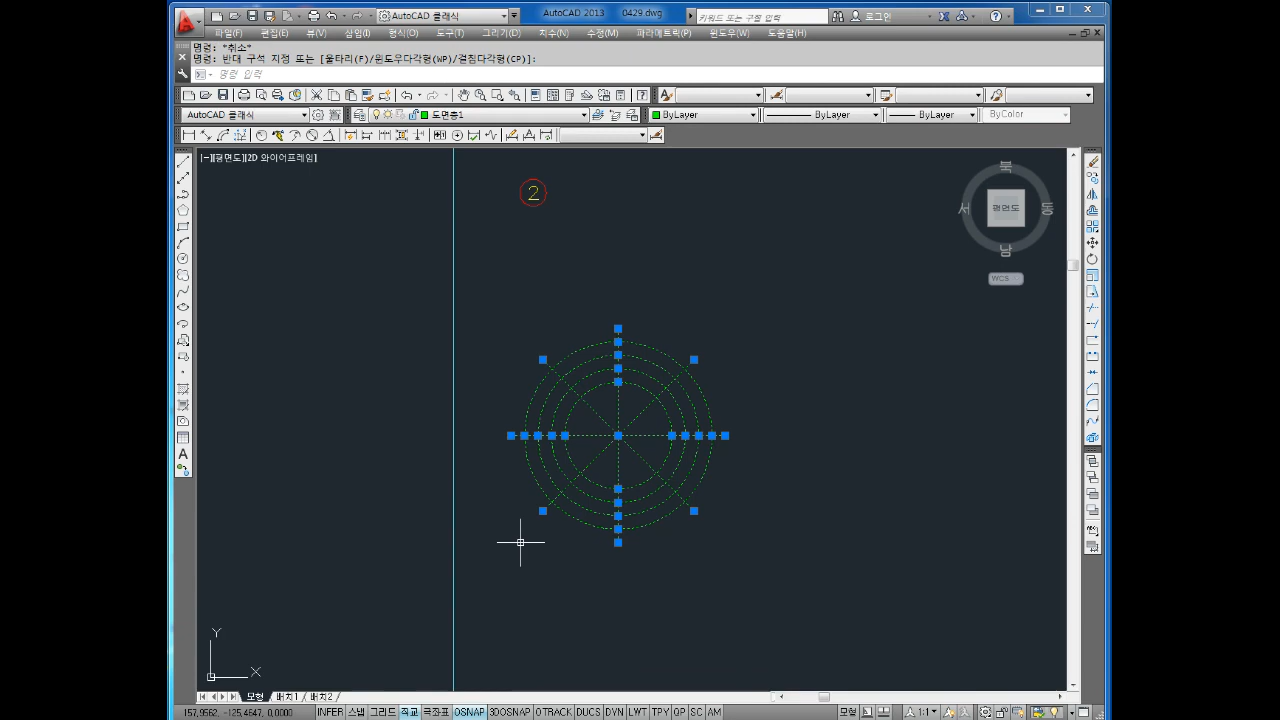 AutoCAD 클래식
AutoCAD 2013 0429.dwg
키워드 또는 구절 입력
로그인
파일(F) 편집(E) 뷰(V) 삽입(I) 형식(O) 도구(T) 그리기(D) 치수(N) 수정(M) 파라메트릭(P) 윈도우(W) 도움말(H)
명령: *취소*
명령: 반대 구석 지정 또는 [울타리(F)/윈도우다각형(WP)/걸침다각형(CP)]:
명령 입력
AutoCAD 클래식
도면층1
ByLayer
ByLayer
ByLayer
ByColor
[-][평면도][2D 와이어프레임]
2
북
서
평면도
동
남
WCS
Y
X
모형 배치1 배치2
157,9562, -125,4647, 0,0000
INFER 스냅 그리드 직교 극좌표 OSNAP 3DOSNAP OTRACK DUCS DYN LWT TPY QP SC AM
모형
1:1